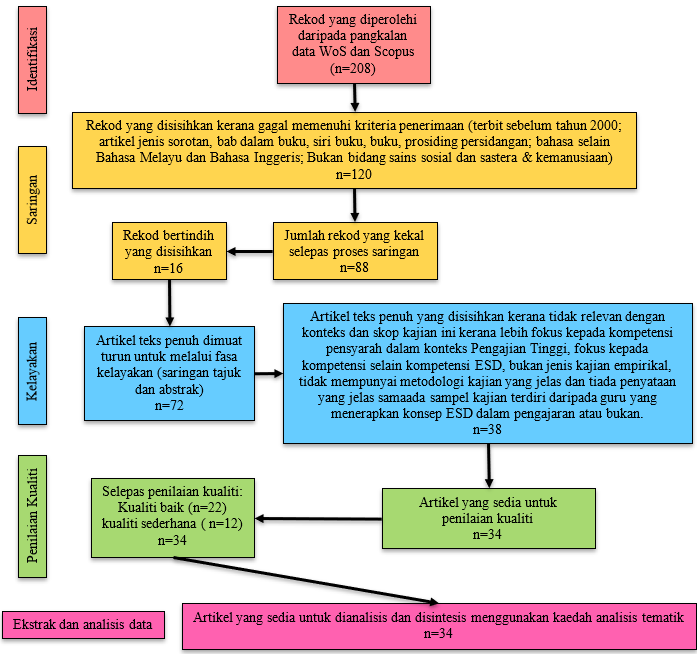 Identifikasi
Rekod yang diperolehi
daripada pangkalan
data WoS dan Scopus
(n=208)
Saringan
Rekod yang disisihkan kerana gagal memenuhi kriteria penerimaan (terbit sebelum tahun 2000;
artikel jenis sorotan, bab dalam buku, siri buku, buku, prosiding persidangan; bahasa selain
Bahasa Melayu dan Bahasa Inggeris; Bukan bidang sains sosial dan sastera & kemanusiaan)
n=120
Jumlah rekod yang kekal
selepas proses saringan
n=88
Rekod bertindih
yang disisihkan
n=16
Kelayakan
Artikel teks penuh dimuat
turun untuk melalui fasa
kelayakan (saringan tajuk
dan abstrak)
n=72
Artikel teks penuh yang disisihkan kerana tidak relevan dengan
konteks dan skop kajian ini kerana lebih fokus kepada kompetensi
pensyarah dalam konteks Pengajian Tinggi, fokus kepada
kompetensi selain kompetensi ESD, bukan jenis kajian empirikal,
tidak mempunyai metodologi kajian yang jelas dan tiada penyataan
yang jelas samaada sampel kajian terdiri daripada guru yang
menerapkan konsep ESD dalam pengajaran atau bukan.
n=38
Penilaian Kualiti
Artikel yang sedia untuk
penilaian kualiti
n=34
Selepas penilaian kualiti:
Kualiti baik (n=22)
kualiti sederhana ( n=12)
n=34
Ekstrak dan analisis data
Artikel yang sedia untuk dianalisis dan disintesis menggunakan kaedah analisis tematik
n=34